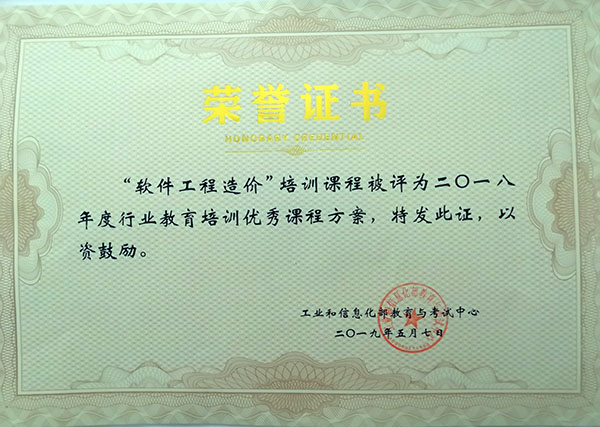 荣誉证书
HONORARY CREDENTIAL
“软件工程造价”培训课程被评为二〇一八
年度行业教育培训优秀课程方案，特发此证，以
资鼓励。
工业和信息化部教育与考试中心
二〇一九年五月七日